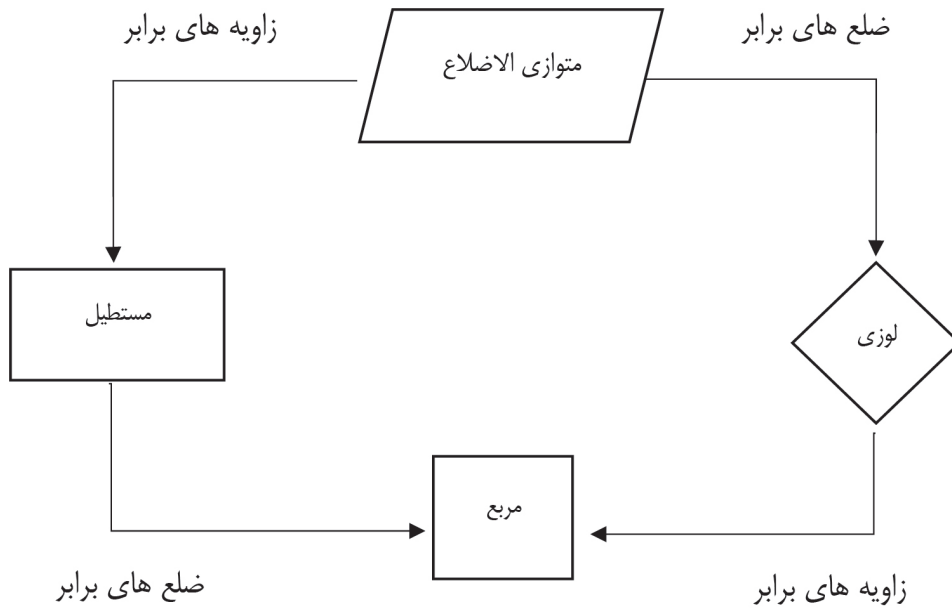 ضلع های برابر
زاویه های برابر
متوازی الاضلاع
لوزی
مستطیل
مربع
زاویه های برابر
ضلع های برابر